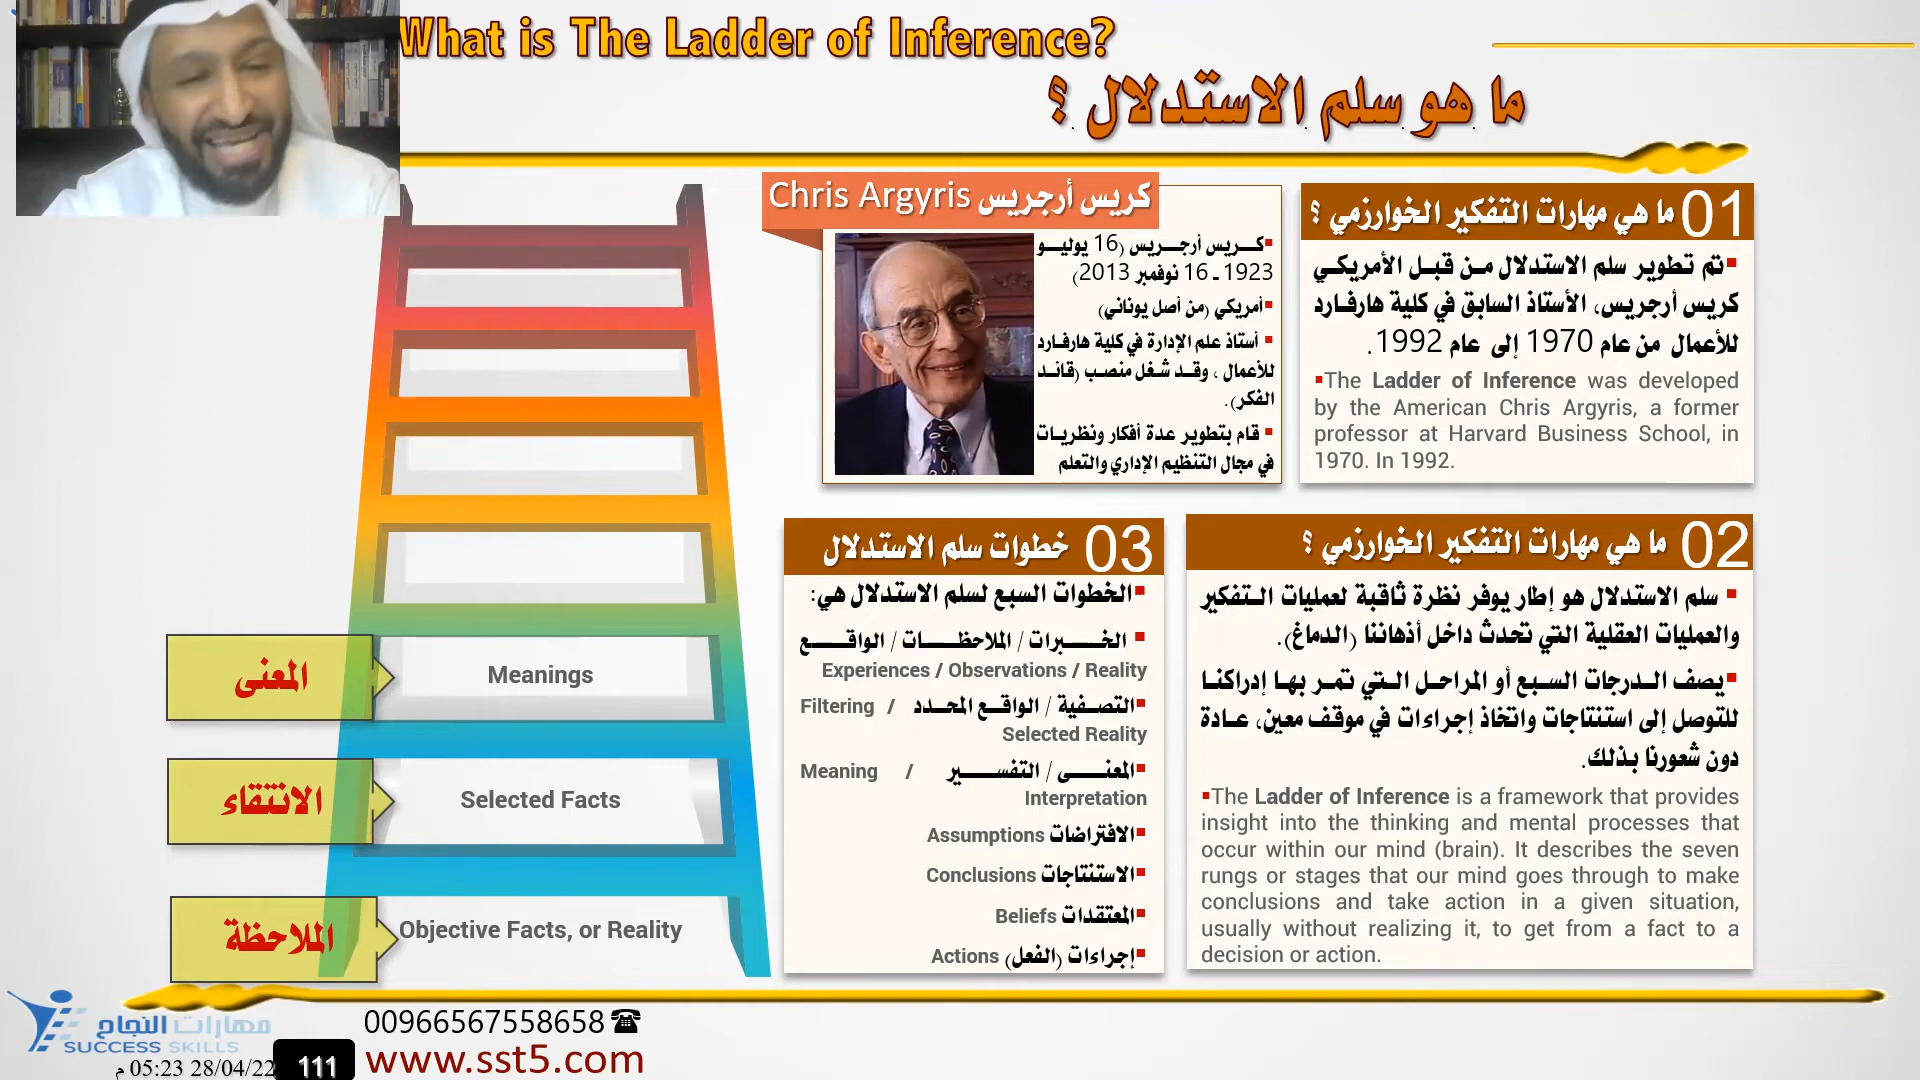 What is The Ladder of Inference?
ما هو سلم الاستدلال ؟
01 ما هي مهارات التفكير الخوارزمي ؟
تم تطوير سلم الاستدلال من قبل الأمريكي
كريس أرجريس، الأستاذ السابق في كلية هارفارد
للأعمال من عام 1970 إلى عام 1992.
The Ladder of Inference was developed
by the American Chris Argyris, a former
professor at Harvard Business School, in
1970. In 1992.
كريس أرجريس Chris Argyris
كريس أرجريس (16 يوليو
1923 - 16 نوفمبر 2013)
أمريكي (من أصل يوناني)
أستاذ علم الإدارة في كلية هارفارد
للأعمال ، وقد شغل منصب (قائد
الفكر).
قام بتطوير عدة أفكار ونظريات
في مجال التنظيم الإداري والتعلم
02 ما هي مهارات التفكير الخوارزمي ؟
سلم الاستدلال هو إطار يوفر نظرة ثاقبة لعمليات التفكير
والعمليات العقلية التي تحدث داخل أذهاننا (الدماغ).
يصف الدرجات السبع أو المراحل التي تمر بها إدراكنا
للتوصل إلى استنتاجات واتخاذ إجراءات في موقف معين، عادة
دون شعورنا بذلك.
The Ladder of Inference is a framework that provides
insight into the thinking and mental processes that
occur within our mind (brain). It describes the seven
rungs or stages that our mind goes through to make
conclusions and take action in a given situation,
usually without realizing it, to get from a fact to a
decision or action.
03 خطوات سلم الاستدلال
الخطوات السبع لسلم الاستدلال هي:
الخبرات / الملاحظات / الواقع
Experiences / Observations / Reality
التصفية / الواقع المحدد / Filtering
Selected Reality
المعنى / التفسير / Meaning
Interpretation
الافتراضات Assumptions
الاستنتاجات Conclusions
المعتقدات Beliefs
إجراءات (الفعل) Actions
المعنى
Meanings
الانتقاء
Selected Facts
الملاحظة
Objective Facts, or Reality
مهارات النجاح
SUCCESS SKILLS
00966567558658
www.sst5.com
28/04/22 05:23 م
111